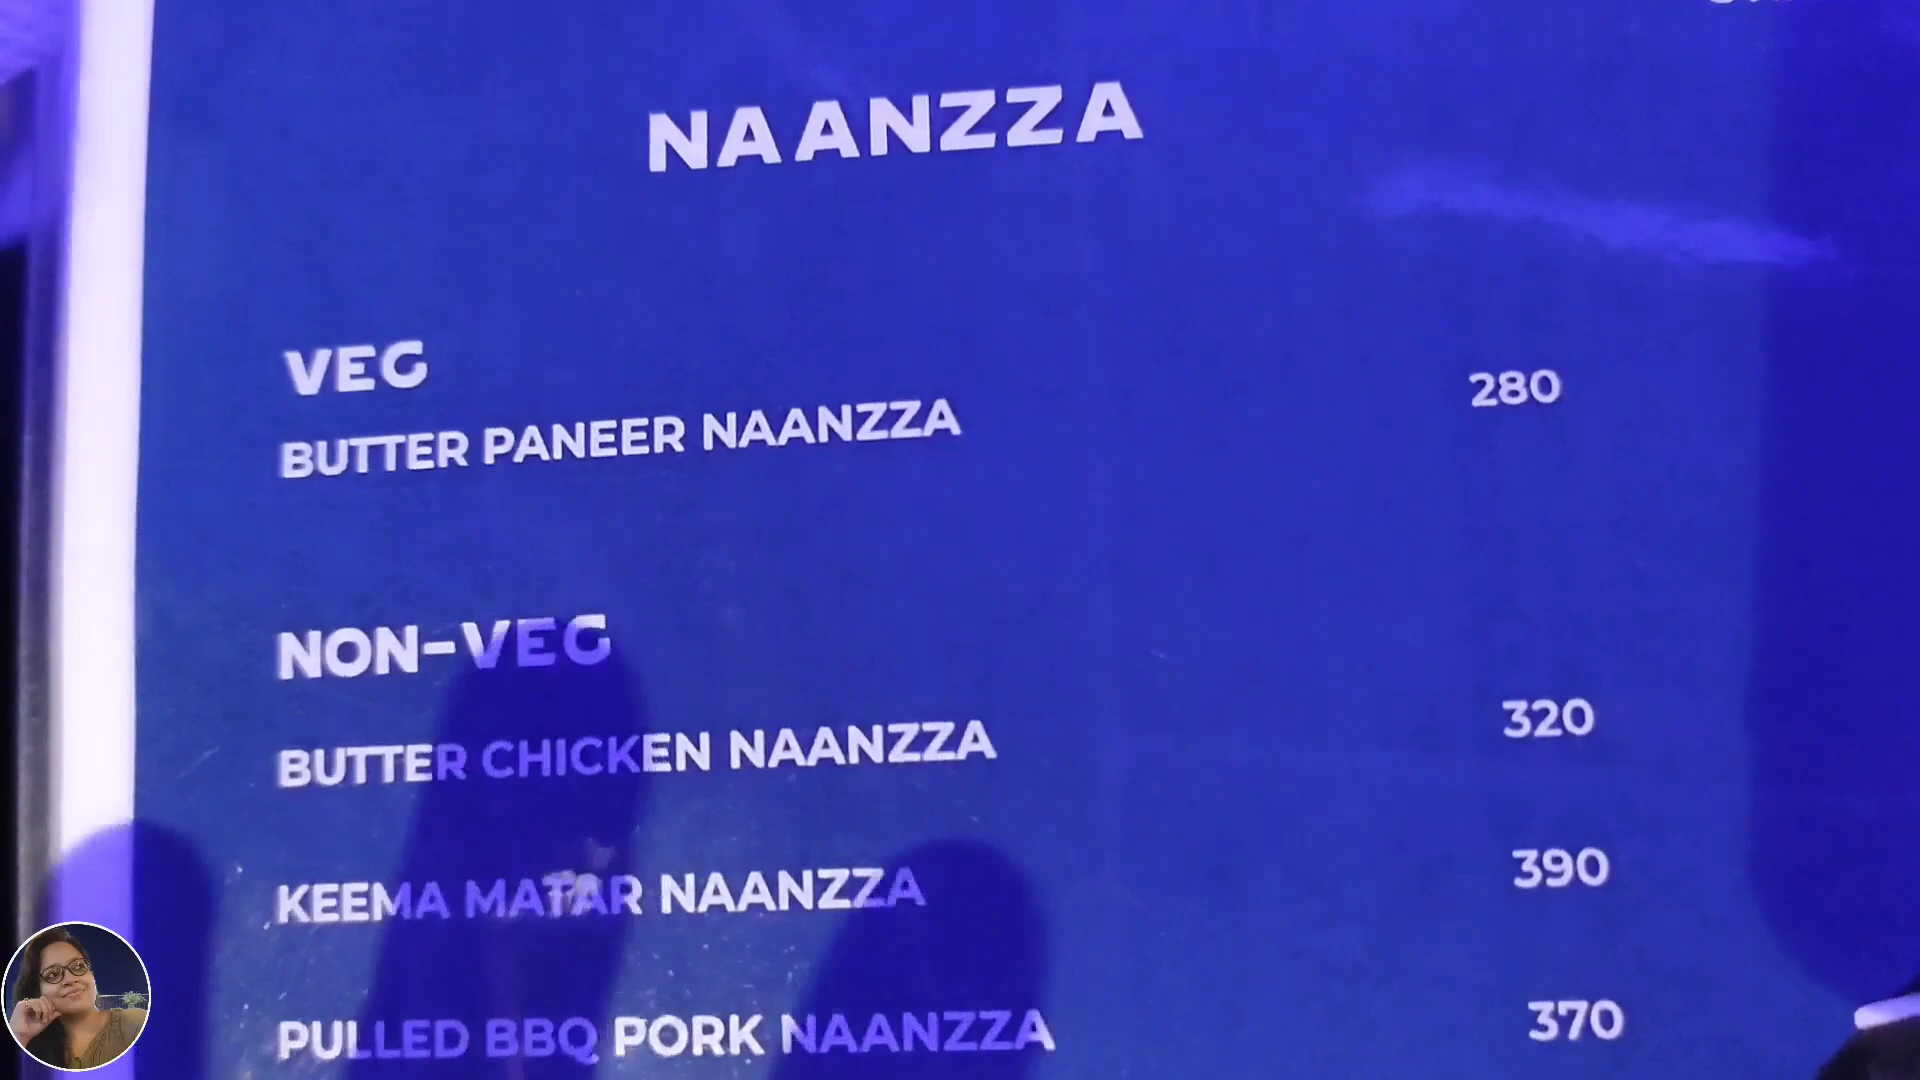 NAANZZA
VEG
BUTTER PANEER NAANZZA 280
NON-VEG
BUTTER CHICKEN NAANZZA 320
KEEMA MATAR NAANZZA 390
PULLED BBQ PORK NAANZZA 370